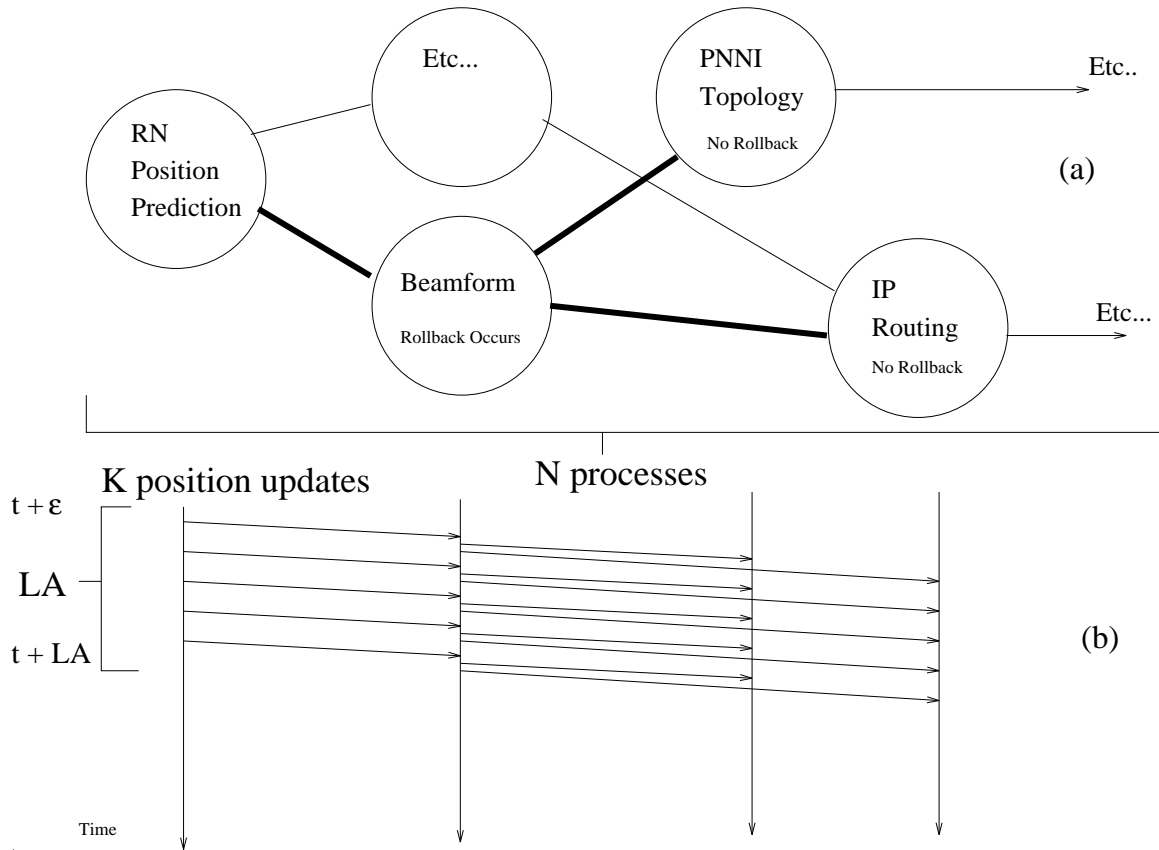 Etc...
PNNI
Topology
No Rollback
Etc..
RN
Position
Prediction
(a)
Beamform
Rollback Occurs
IP
Routing
No Rollback
Etc...
K position updates
N processes
t + ε
LA
t + LA
(b)
Time